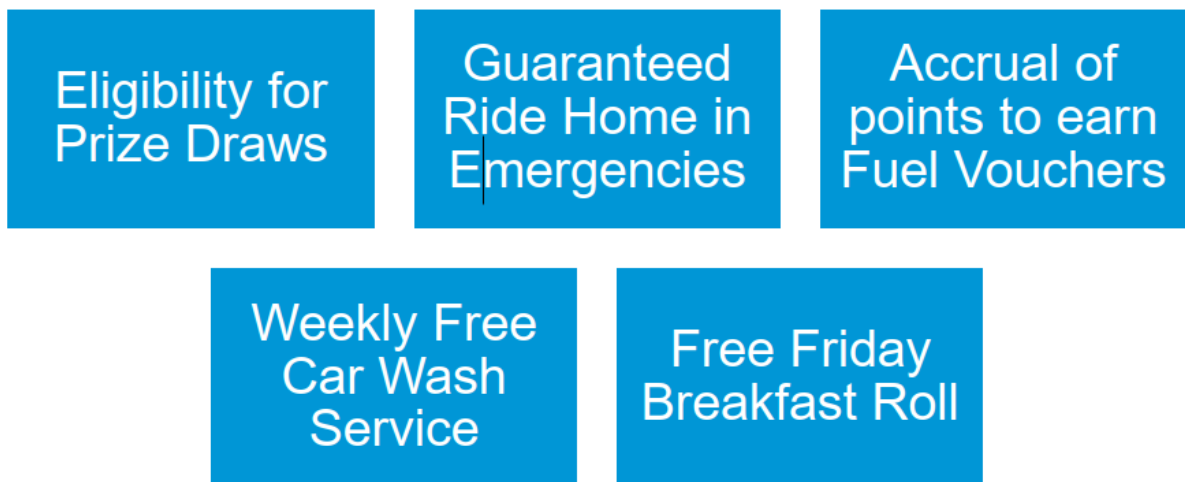 Eligibility for
Prize Draws
Guaranteed
Ride Home in
Emergencies
Accrual of
points to earn
Fuel Vouchers
Weekly Free
Car Wash
Service
Free Friday
Breakfast Roll